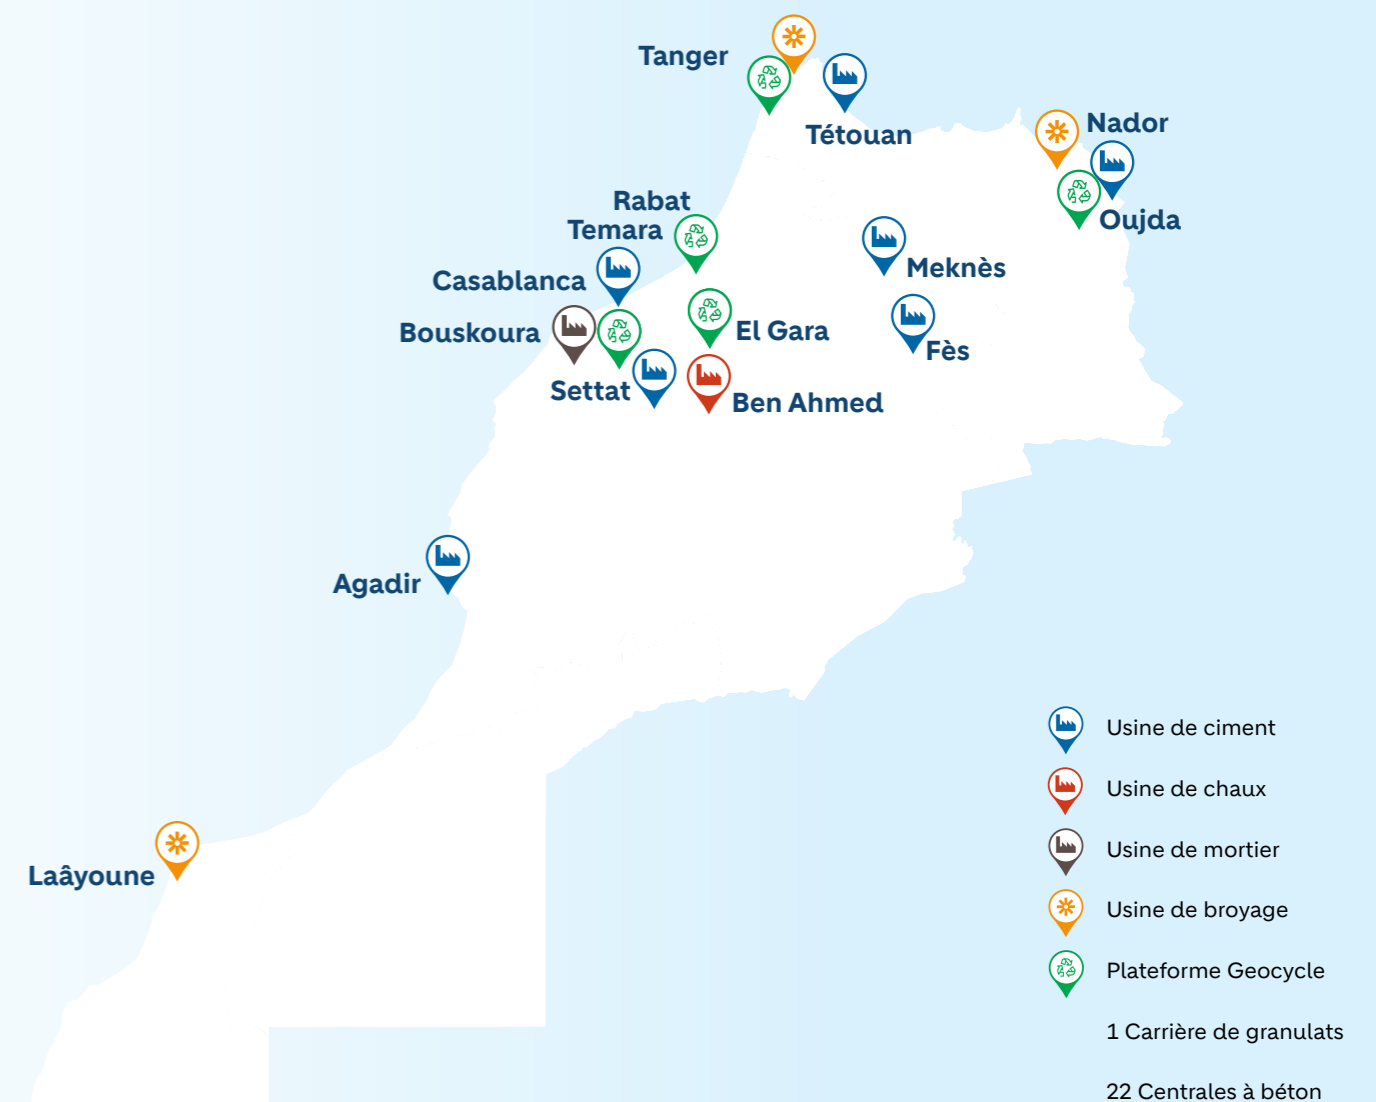 Tanger
Tétouan
Nador
Oujda
Rabat
Temara
Casablanca
Bouskoura
Settat
El Gara
Ben Ahmed
Meknès
Fès
Agadir
Laâyoune
Usine de ciment
Usine de chaux
Usine de mortier
Usine de broyage
Plateforme Geocycle
1 Carrière de granulats
22 Centrales à béton